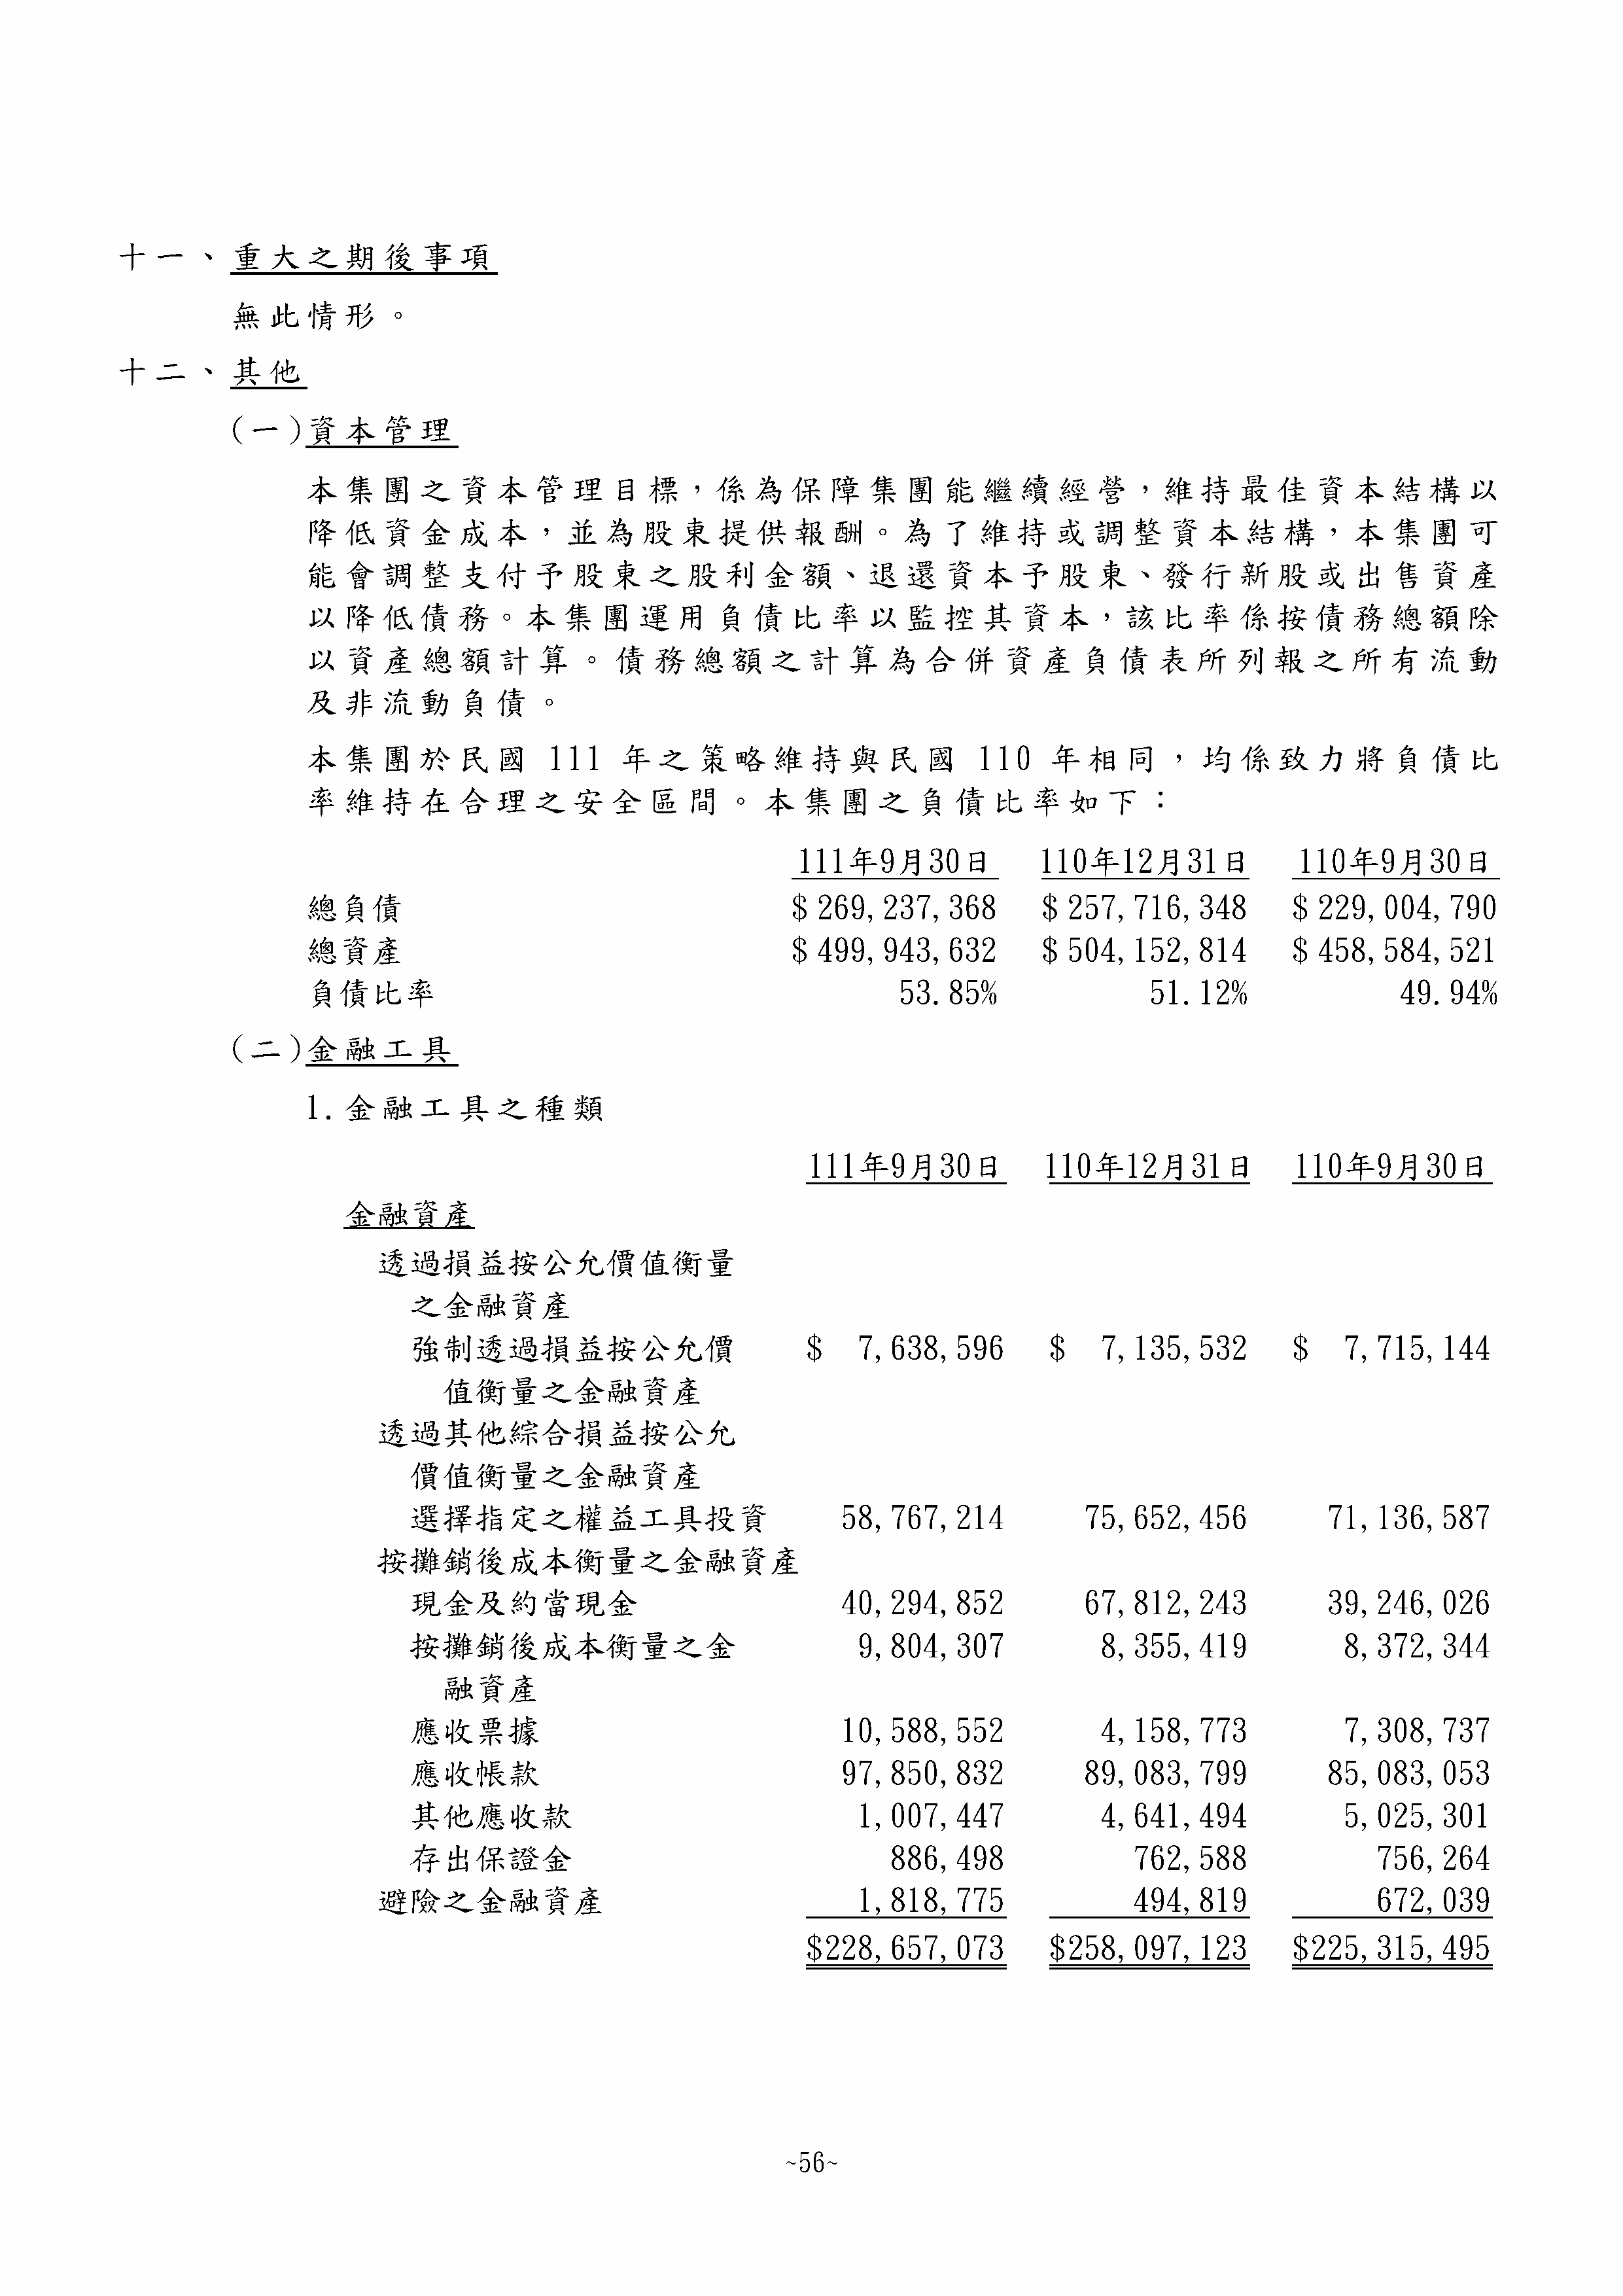 十一、重大之期後事項
無此情形。
十二、其他
(一)資本管理
本集團之資本管理目標，係為保障集團能繼續經營，維持最佳資本結構以
降低資金成本，並為股東提供報酬。為了維持或調整資本結構，本集團可
能會調整支付予股東之股利金額、退還資本予股東、發行新股或出售資產
以降低債務。本集團運用負債比率以監控其資本，該比率係按債務總額除
以資產總額計算。債務總額之計算為合併資產負債表所列報之所有流動
及非流動負債。
本集團於民國 111 年之策略維持與民國 110 年相同，均係致力將負債比
率維持在合理之安全區間。本集團之負債比率如下：
111年9月30日 110年12月31日 110年9月30日
總負債 $ 269,237,368 $ 257,716,348 $ 229,004,790
總資產 $ 499,943,632 $ 504,152,814 $ 458,584,521
負債比率 53.85% 51.12% 49.94%
(二)金融工具
1.金融工具之種類
111年9月30日 110年12月31日 110年9月30日
金融資產
透過損益按公允價值衡量
之金融資產
強制透過損益按公允價 $ 7,638,596 $ 7,135,532 $ 7,715,144
值衡量之金融資產
透過其他綜合損益按公允
價值衡量之金融資產
選擇指定之權益工具投資 58,767,214 75,652,456 71,136,587
按攤銷後成本衡量之金融資產
現金及約當現金 40,294,852 67,812,243 39,246,026
按攤銷後成本衡量之金 9,804,307 8,355,419 8,372,344
融資產
應收票據 10,588,552 4,158,773 7,308,737
應收帳款 97,850,832 89,083,799 85,083,053
其他應收款 1,007,447 4,641,494 5,025,301
存出保證金 886,498 762,588 756,264
避險之金融資產 1,818,775 494,819 672,039
$228,657,073 $258,097,123 $225,315,495
~56~